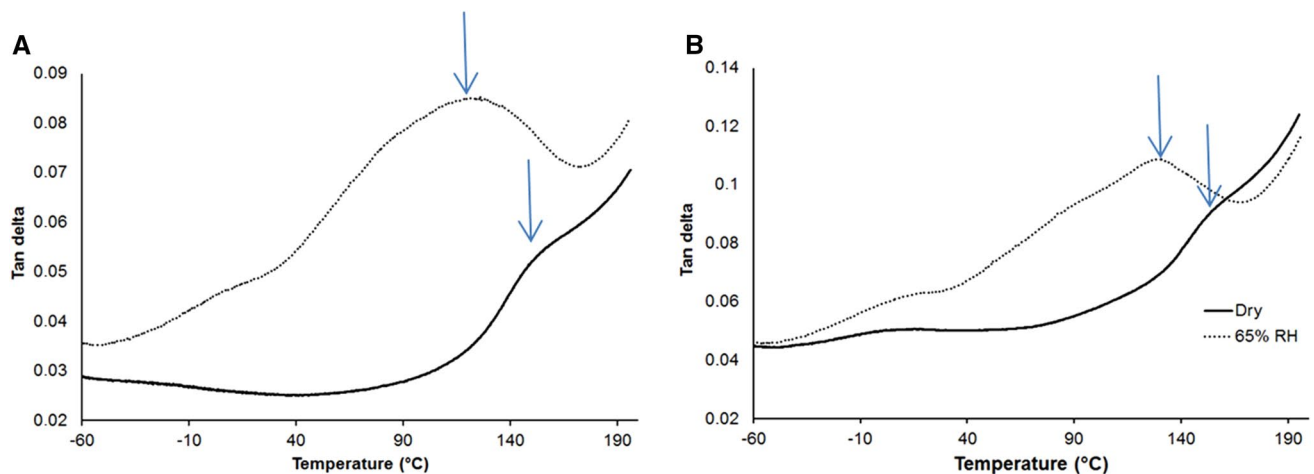 A
0.09
0.08
0.07
0.06
0.05
0.04
0.03
0.02
Tan delta
-60 -10 40 90 140 190
Temperature (°C)
B
0.14
0.12
0.1
0.08
0.06
0.04
0.02
Tan delta
Dry
65% RH
-60 -10 40 90 140 190
Temperature (°C)